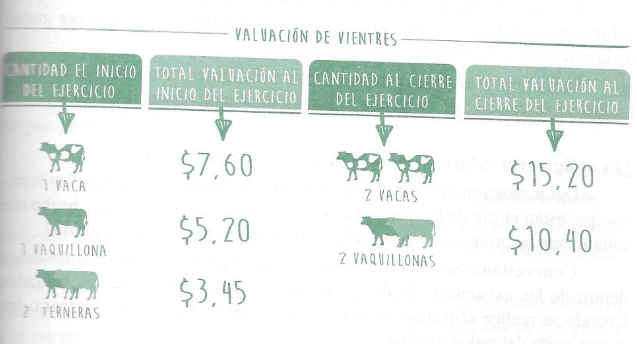 VALUACIÓN DE VIENTRES
CANTIDAD EL INICIO
DEL EJERCICIO
TOTAL VALUACIÓN AL
INICIO DEL EJERCICIO
CANTIDAD AL CIERRE
DEL EJERCICIO
TOTAL VALUACIÓN AL
CIERRE DEL EJERCICIO
1 VACA
$7,60
2 VACAS
$15,20
1 VAQUILLONA
$5,20
2 VAQUILLONAS
$10,40
2 TERNERAS
$3,45